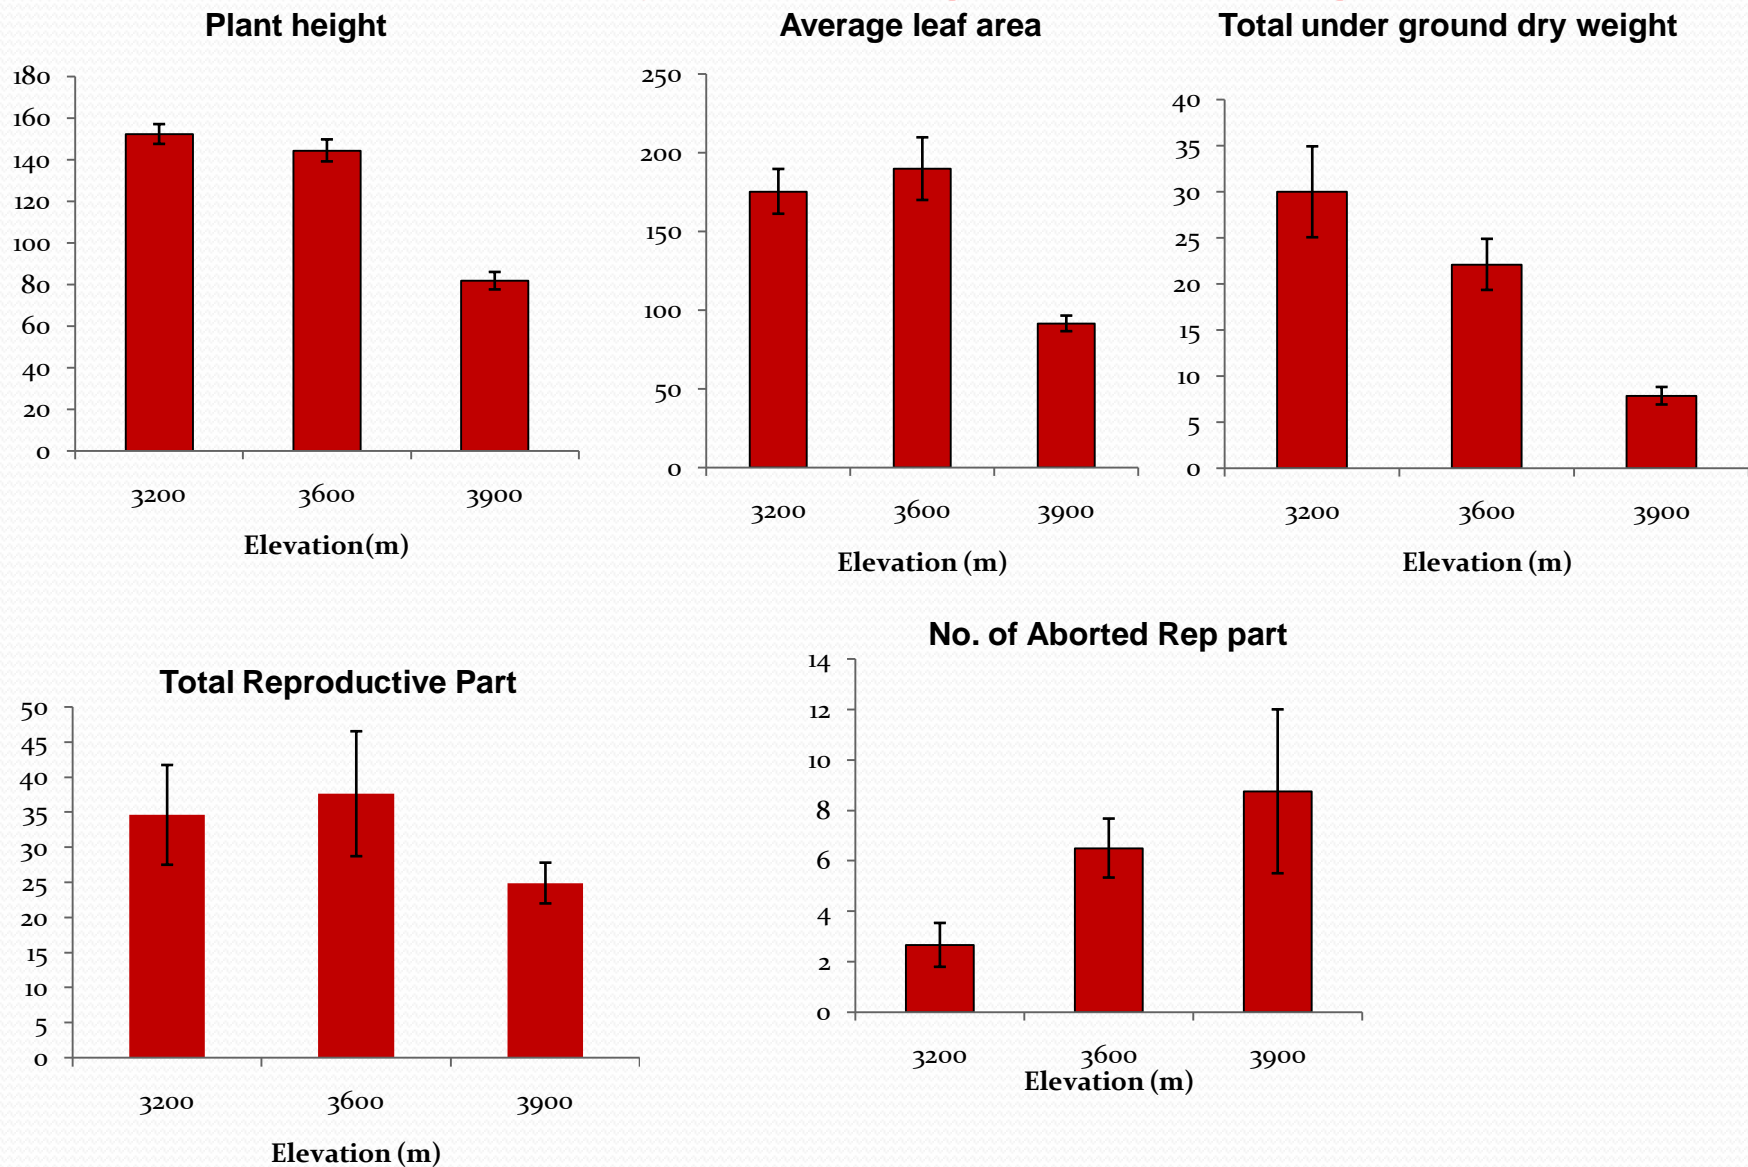 Plant height
180
160
140
120
100
80
60
40
20
0
3200 3600 3900
Elevation(m)
Average leaf area
250
200
150
100
50
0
3200 3600 3900
Elevation (m)
Total under ground dry weight
40
35
30
25
20
15
10
5
0
3200 3600 3900
Elevation (m)
Total Reproductive Part
50
45
40
35
30
25
20
15
10
5
0
3200 3600 3900
Elevation (m)
No. of Aborted Rep part
14
12
10
8
6
4
2
0
3200 3600 3900
Elevation (m)